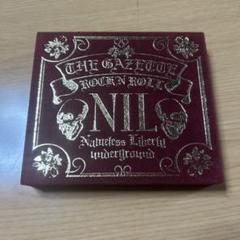 THE GAZETTE
ROCK N ROLL
NIL
Nameless Liberty
underground